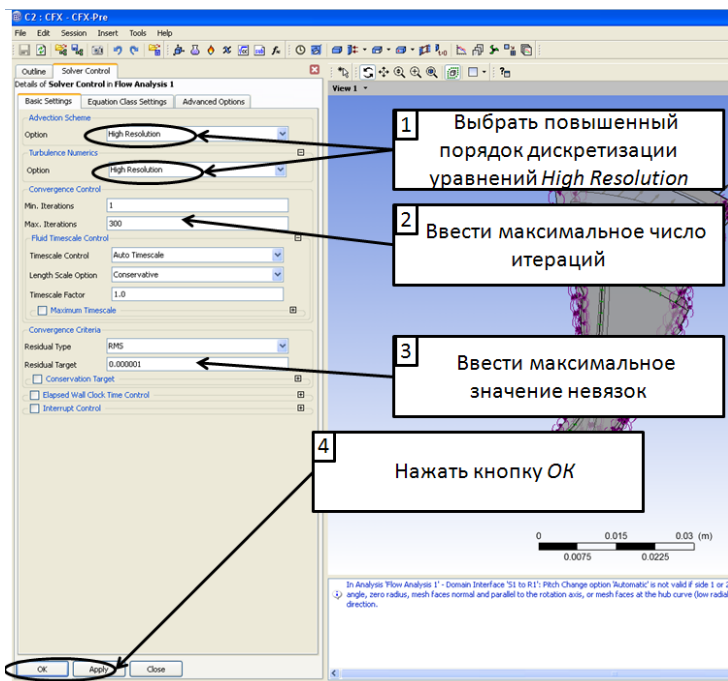 C2 : CFX - CFX-Pre
File Edit Session Insert Tools Help
Outline Solver Control
Details of Solver Control in Flow Analysis 1
Basic Settings Equation Class Settings Advanced Options
Advection Scheme
Option High Resolution
Turbulence Numerics
Option High Resolution
Convergence Control
Min. Iterations 1
Max. Iterations 300
Fluid Timescale Control
Timescale Control Auto Timescale
Length Scale Option Conservative
Timescale Factor 1.0
Maximum Timescale
Convergence Criteria
Residual Type RMS
Residual Target 0.000001
Conservation Target
Elapsed Wall Clock Time Control
Interrupt Control
OK Apply Close
View 1
1
Выбрать повышенный
порядок дискретизации
уравнений High Resolution
2
Ввести максимальное число
итераций
3
Ввести максимальное
значение невязок
4
Нажать кнопку ОК
0 0.015 0.03 (m)
0.0075 0.0225
In Analysis 'Flow Analysis 1' - Domain Interface 'S1 to R1': Pitch Change option 'Automatic' is not valid if side 1 or 2
angle, zero radius, mesh faces normal and parallel to the rotation axis, or mesh faces at the hub curve (low radial
direction.